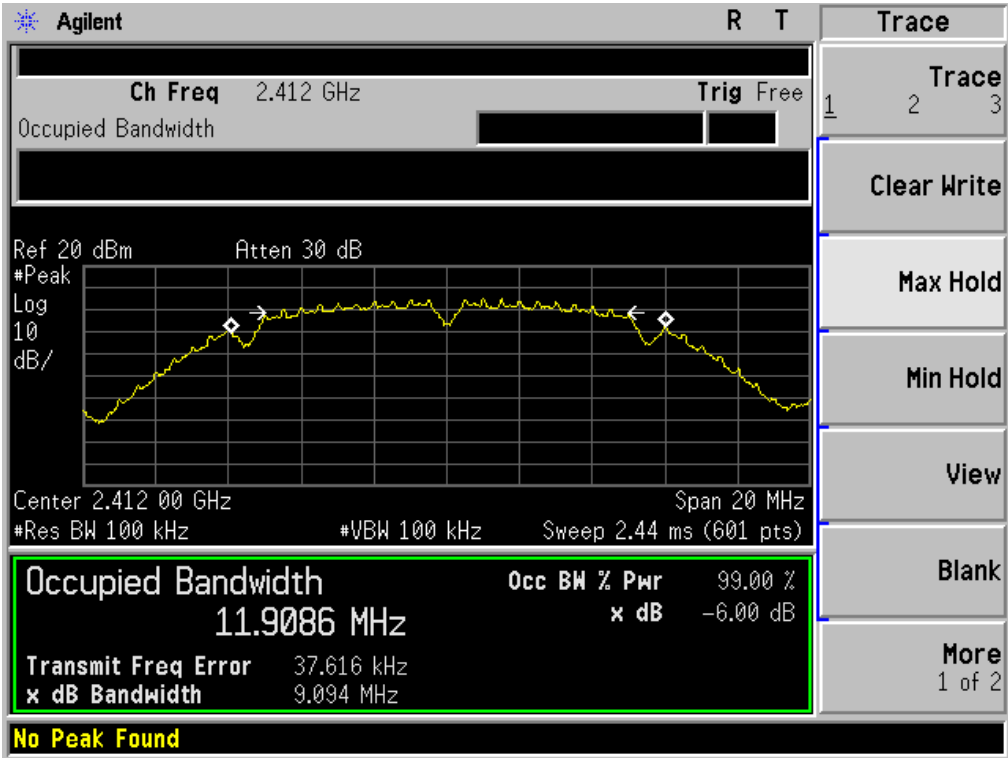 Agilent R T
Ch Freq 2.412 GHz Trig Free
Occupied Bandwidth
Ref 20 dBm Atten 30 dB
#Peak
Log
10
dB/
Center 2.412 00 GHz Span 20 MHz
#Res BW 100 kHz #VBW 100 kHz Sweep 2.44 ms (601 pts)
Occupied Bandwidth Occ BW % Pwr 99.00 %
11.9086 MHz x dB -6.00 dB
Transmit Freq Error 37.616 kHz
x dB Bandwidth 9.094 MHz
No Peak Found
Trace
Trace
1 2 3
Clear Write
Max Hold
Min Hold
View
Blank
More
1 of 2